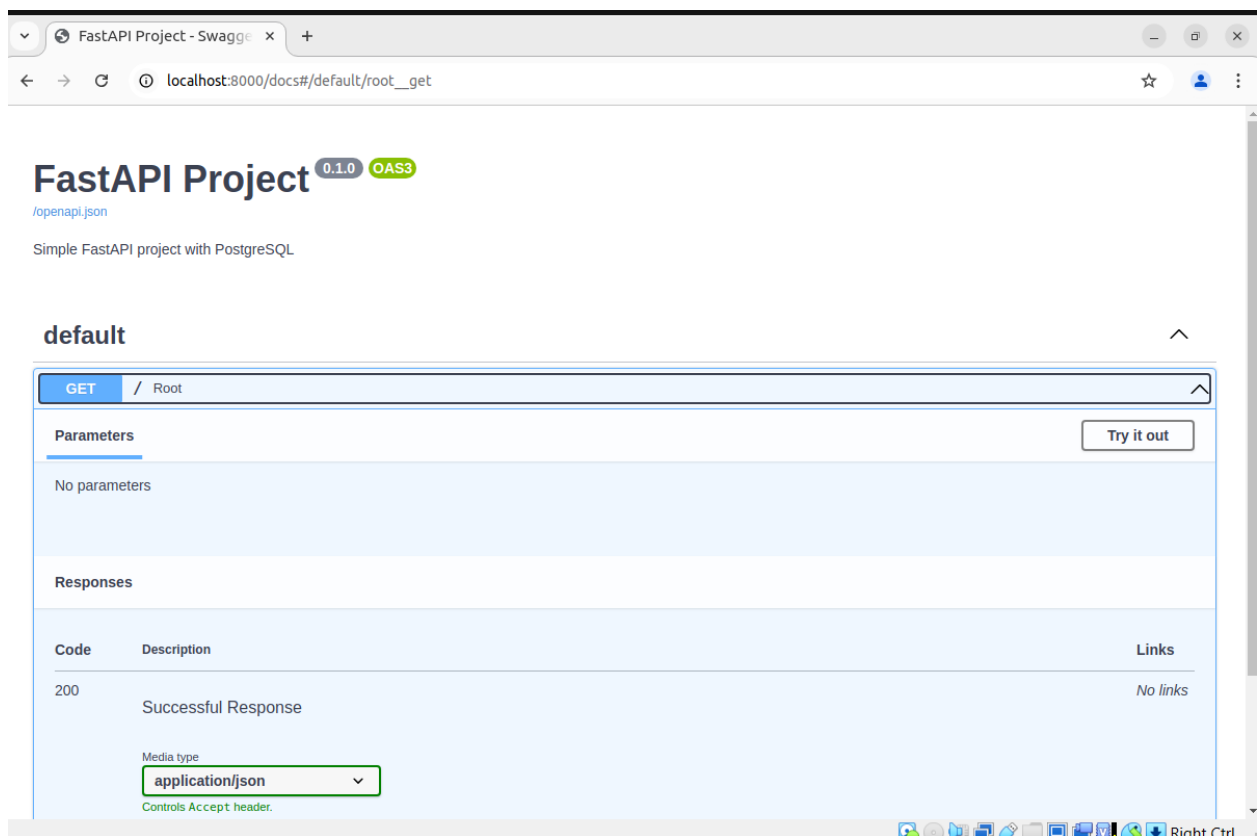 FastAPI Project - Swagge
localhost:8000/docs#/default/root__get
FastAPI Project 0.1.0 OAS3
/openapi.json
Simple FastAPI project with PostgreSQL
default
GET / Root
Parameters Try it out
No parameters
Responses
Code Description Links
200 Successful Response No links
Media type
application/json
Controls Accept header.
Right Ctrl